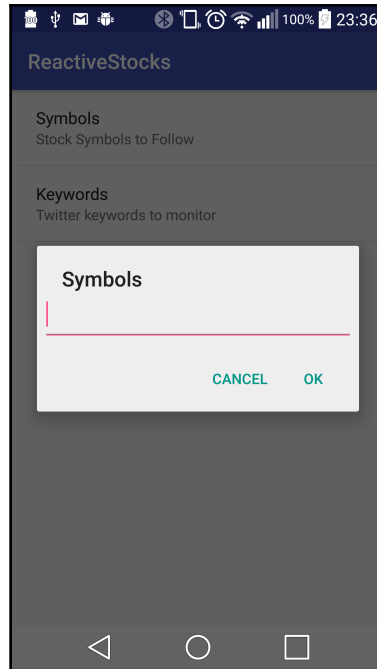 100% 23:36
ReactiveStocks
Symbols
Stock Symbols to Follow
Keywords
Twitter keywords to monitor
Symbols
CANCEL OK